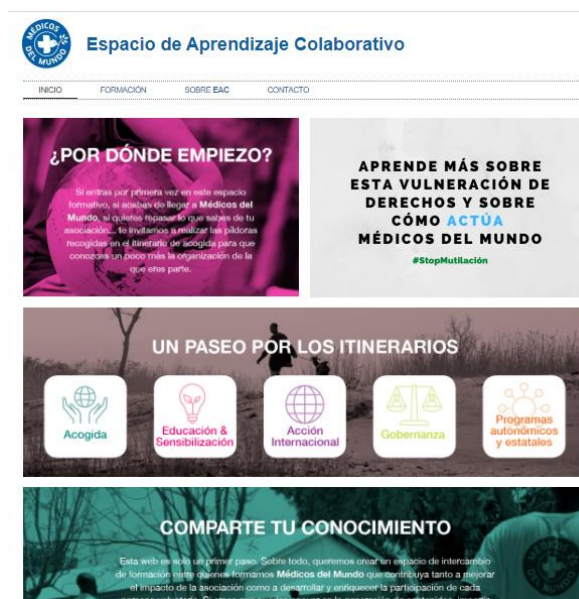 MÉDICOS DEL MUNDO
Espacio de Aprendizaje Colaborativo
INICIO
FORMACIÓN
SOBRE EAC
CONTACTO
¿POR DÓNDE EMPIEZO?
Si entras por primera vez en este espacio
formativo, si acabas de llegar a Médicos del
Mundo, si quieres repasar lo que sabes de tu
asociación... te invitamos a realizar las píldoras
recogidas en el itinerario de acogida para que
conozcas un poco más la organización de la
que eres parte.
APRENDE MÁS SOBRE
ESTA VULNERACIÓN DE
DERECHOS Y SOBRE
CÓMO ACTÚA
MÉDICOS DEL MUNDO
#StopMutilación
UN PASEO POR LOS ITINERARIOS
Acogida
Educación &
Sensibilización
Acción
Internacional
Gobernanza
Programas
autonómicos
y estatales
COMPARTE TU CONOCIMIENTO
Esta web es solo un primer paso. Sobre todo, queremos crear un espacio de intercambio
de formación entre quienes formamos Médicos del Mundo que contribuya tanto a mejorar
el impacto de la asociación como a desarrollar y enriquecer la participación de cada